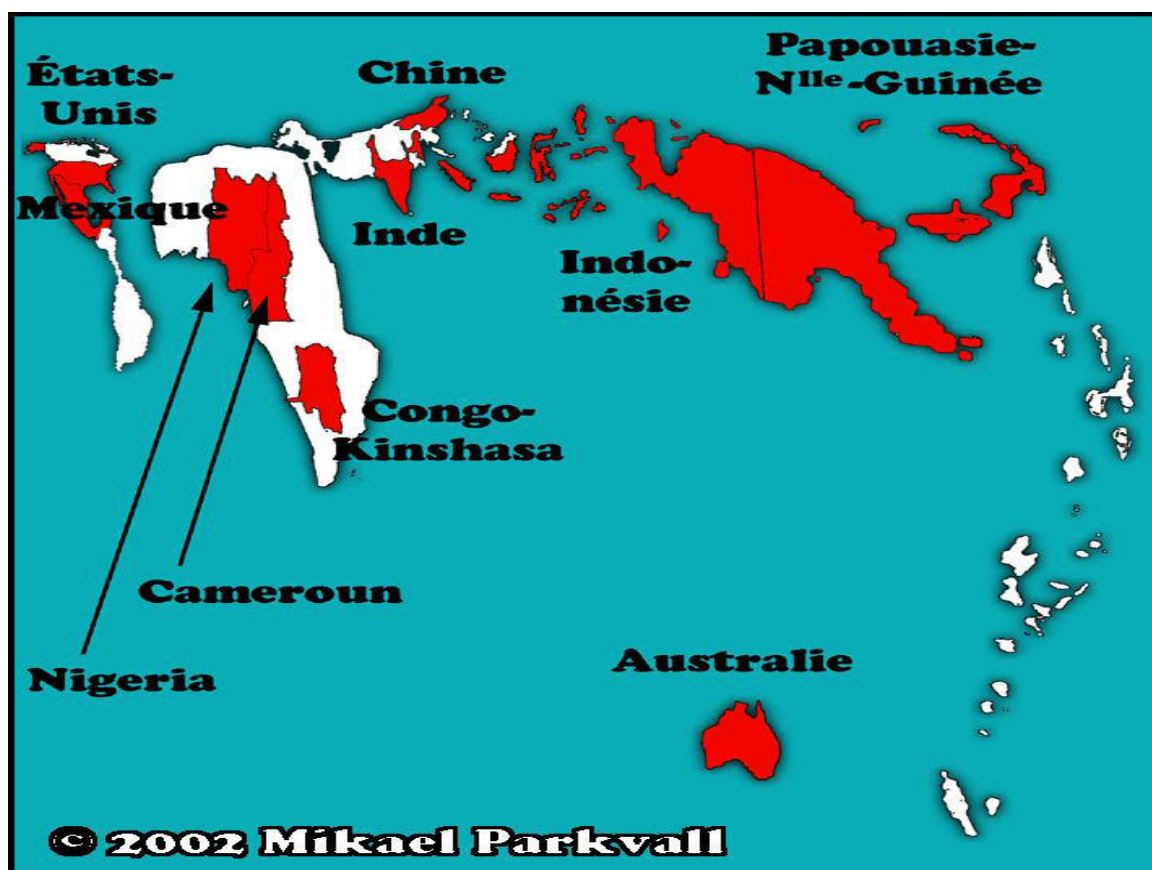 États-
Unis
Chine
Papouasie-
Nlle-Guinée
Mexique
Inde
Indo-
nésie
Congo-
Kinshasa
Cameroun
Nigeria
Australie
© 2002 Mikael Parkvall